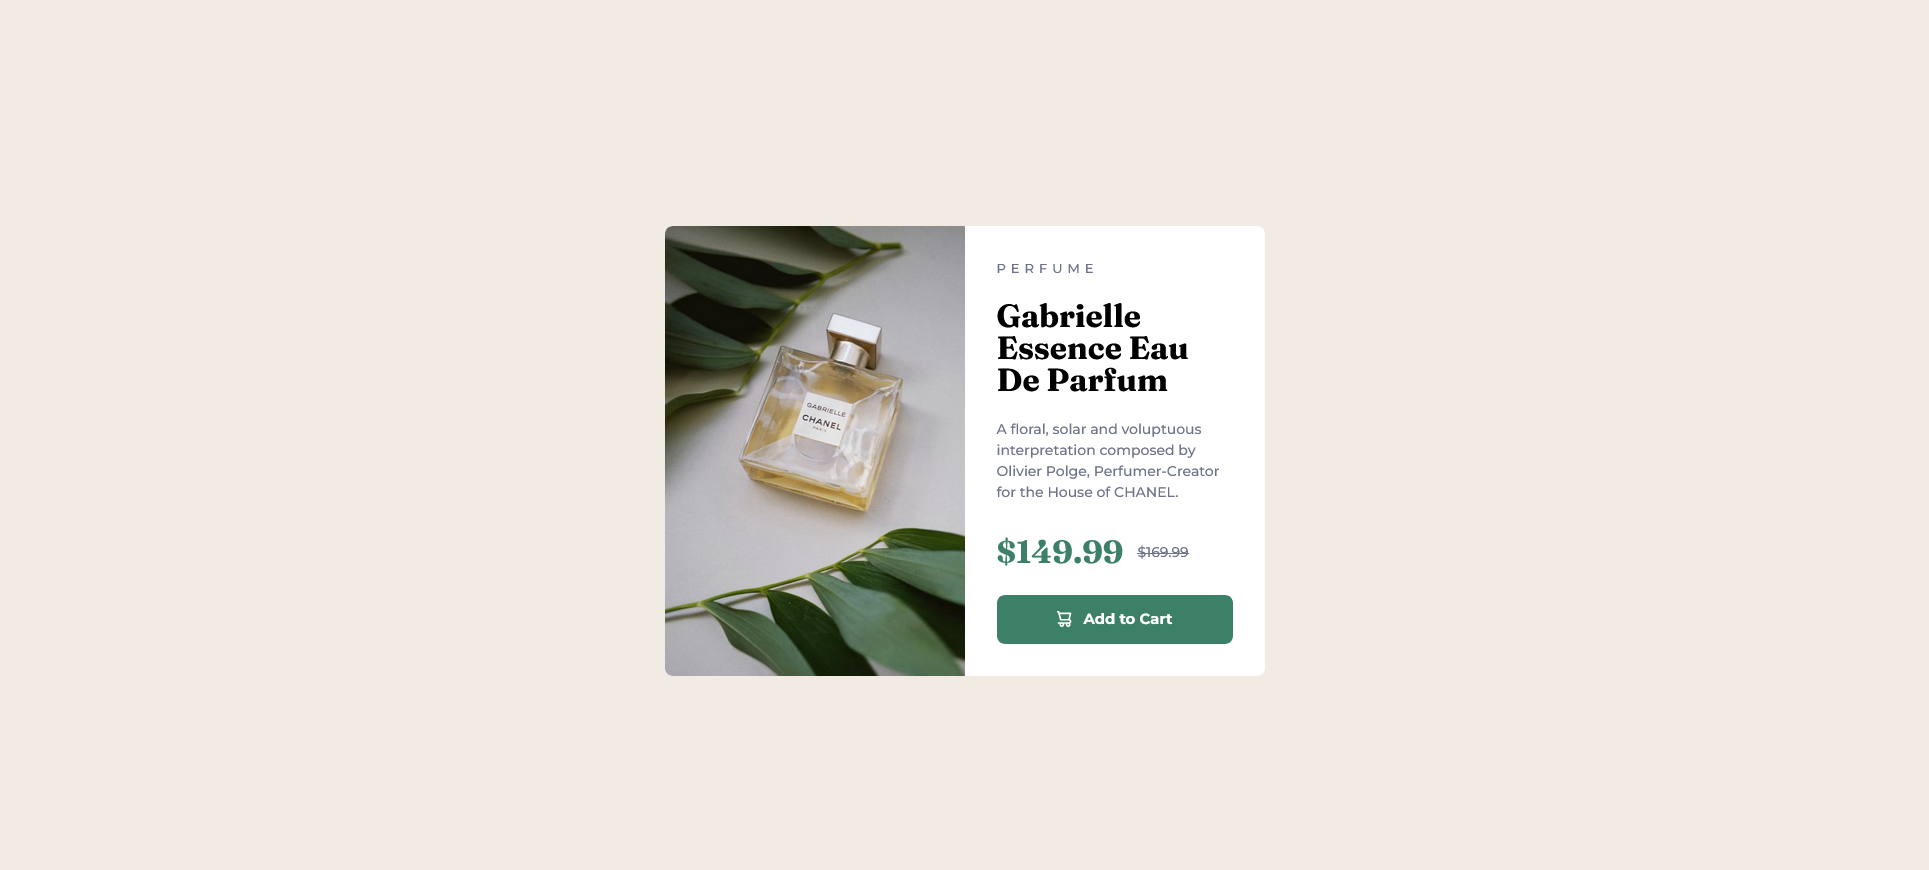 PERFUME
Gabrielle
Essence Eau
De Parfum
A floral, solar and voluptuous
interpretation composed by
Olivier Polge, Perfumer-Creator
for the House of CHANEL.
$149.99 $169.99
Add to Cart
GABRIELLE
CHANEL
PARIS